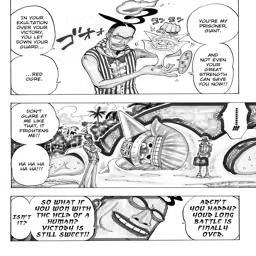 YOU'RE MY
PRISONER,
GIANT.
AND
NOT EVEN
YOUR
GREAT
STRENGTH
CAN SAVE
YOU NOW!!
IN YOUR
EXULTATION
OVER YOUR
VICTORY,
YOU LET
DOWN YOUR
GUARD...
...RED
OGRE.
DON'T
GLARE AT
ME LIKE
THAT, IT
FRIGHTENS
ME!!
HA HA HA
HA HA!!!
AREN'T
YOU HAPPY?
YOUR LONG
BATTLE IS
FINALLY
OVER.
SO WHAT IF
YOU WON WITH
THE HELP OF A
HUMAN?
VICTORY IS
STILL SWEET!!
ISN'T
IT?